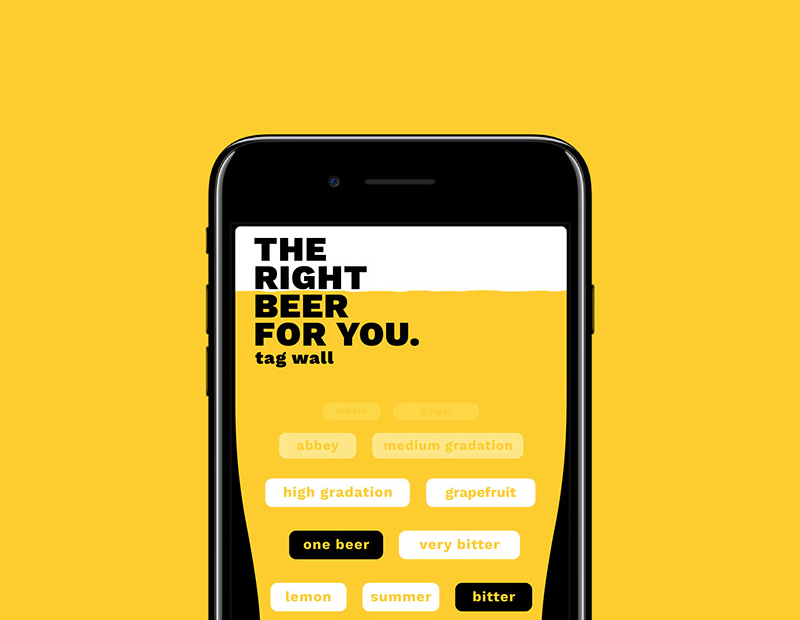 THE
RIGHT
BEER
FOR YOU.
tag wall
meals ginger
abbey medium gradation
high gradation grapefruit
one beer very bitter
lemon summer bitter